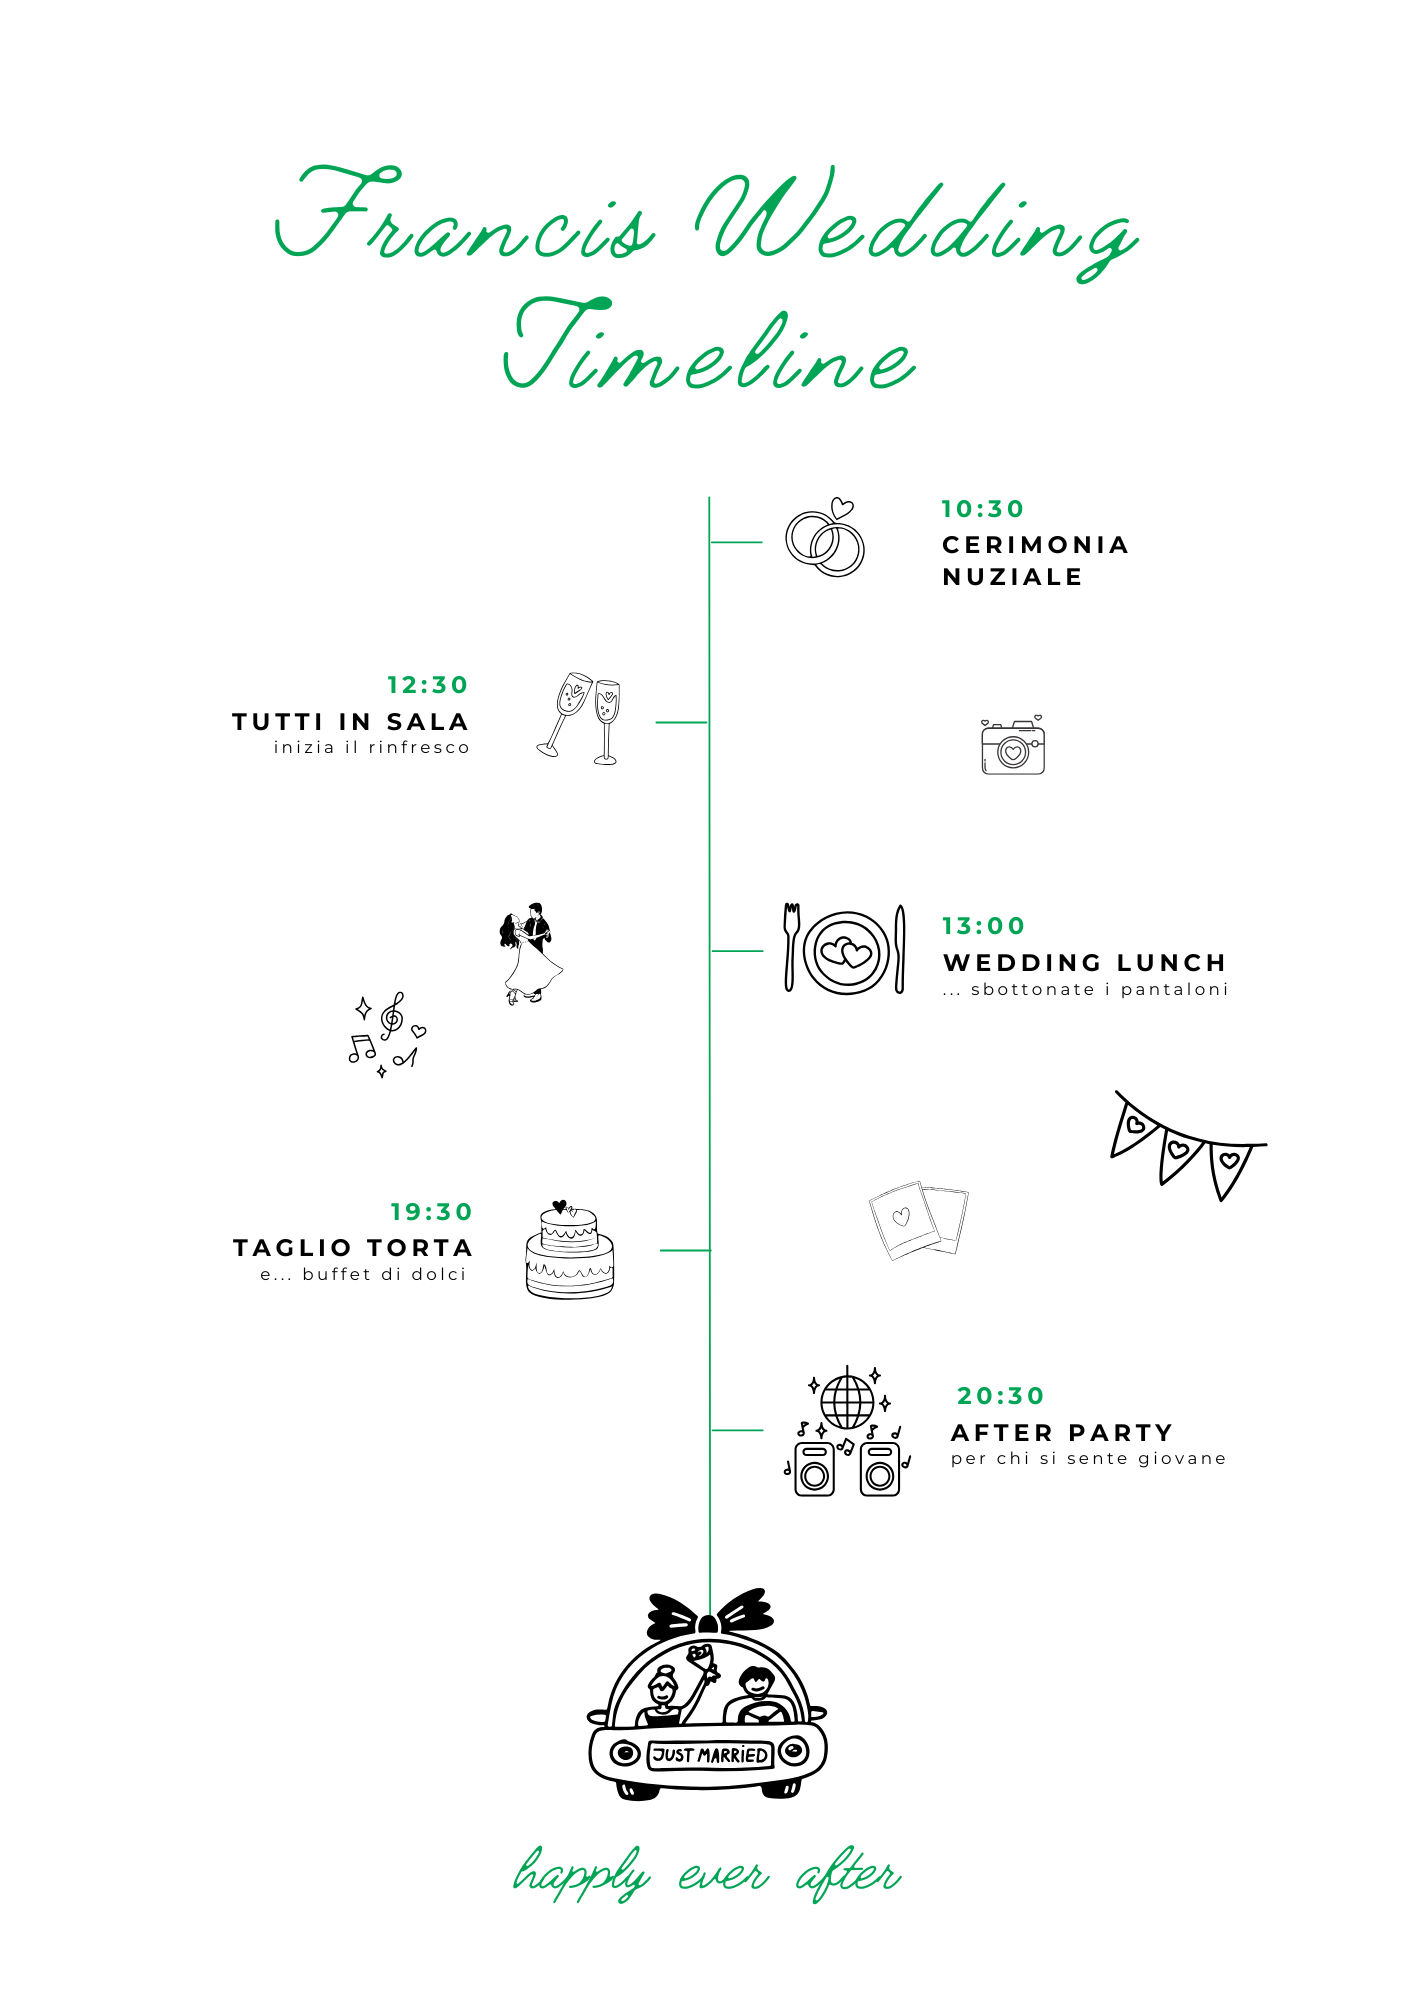 Francis Wedding
Timeline
10:30
CERIMONIA
NUZIALE
12:30
TUTTI IN SALA
inizia il rinfresco
13:00
WEDDING LUNCH
... sbottonate i pantaloni
19:30
TAGLIO TORTA
e... buffet di dolci
20:30
AFTER PARTY
per chi si sente giovane
JUST MARRiED
happly ever after